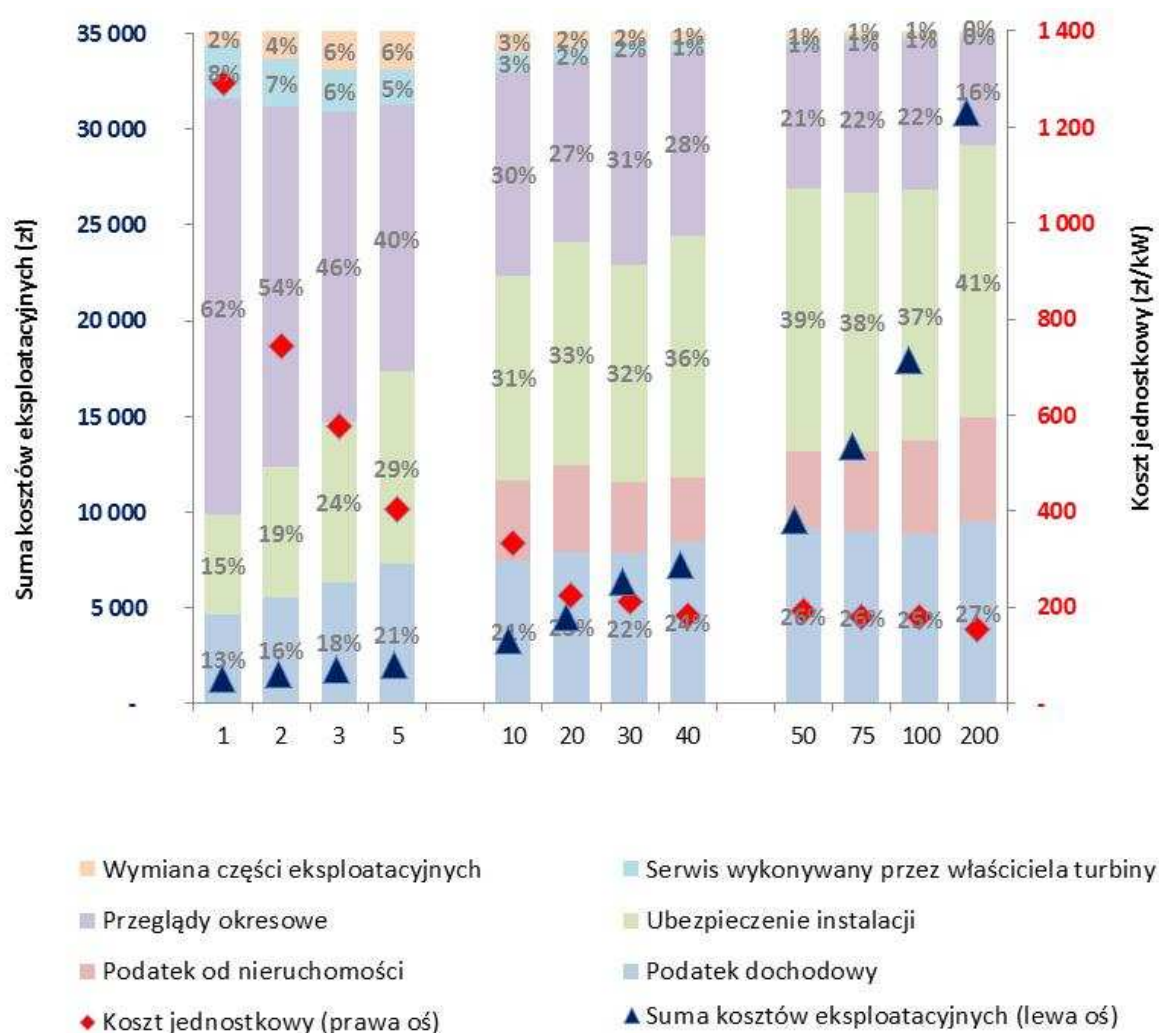 Suma kosztów eksploatacyjnych (zł)
35 000
30 000
25 000
20 000
15 000
10 000
5 000
-
2% 4% 6% 6% 3% 2% 2% 1% 1% 1% 1% 0%
8% 7% 6% 5% 3% 2% 2% 1% 1% 1% 1% 0%
62% 54% 46% 40% 30% 27% 31% 28% 21% 22% 22% 16%
15% 19% 24% 29% 31% 33% 32% 36% 39% 38% 37% 41%
13% 16% 18% 21% 21% 23% 22% 24% 26% 26% 25% 27%
1 2 3 5 10 20 30 40 50 75 100 200
1 400
1 200
1 000
800
600
400
200
-
Koszt jednostkowy (zł/kW)
Wymiana części eksploatacyjnych
Serwis wykonywany przez właściciela turbiny
Przeglądy okresowe
Ubezpieczenie instalacji
Podatek od nieruchomości
Podatek dochodowy
Koszt jednostkowy (prawa oś)
Suma kosztów eksploatacyjnych (lewa oś)